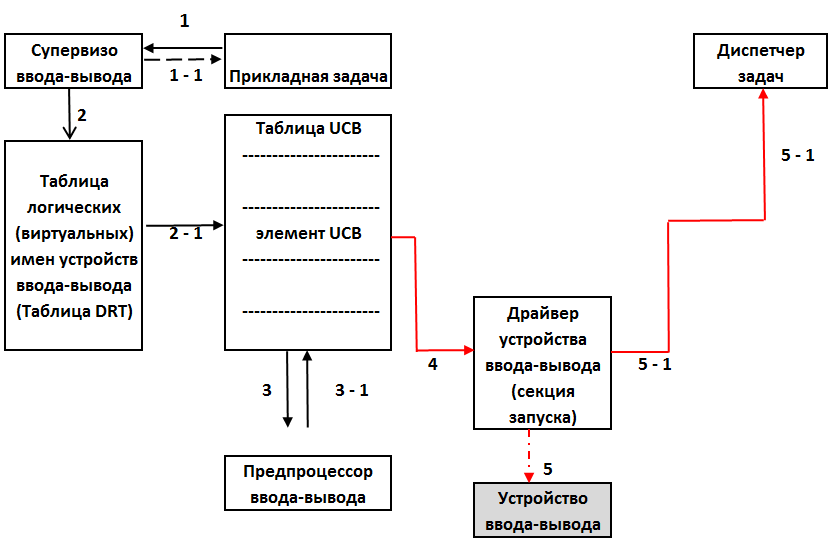 1
Супервизо
ввода-вывода
1 - 1
Прикладная задача
Диспетчер
задач
2
Таблица UCB
------------------------
5 - 1
Таблица
логических
(виртуальных)
имен устройств
ввода-вывода
(Таблица DRT)
2 - 1
------------------------
элемент UCB
------------------------
------------------------
Драйвер
устройства
ввода-вывода
(секция
запуска)
4
5 - 1
3
3 - 1
Предпроцессор
ввода-вывода
5
Устройство
ввода-вывода